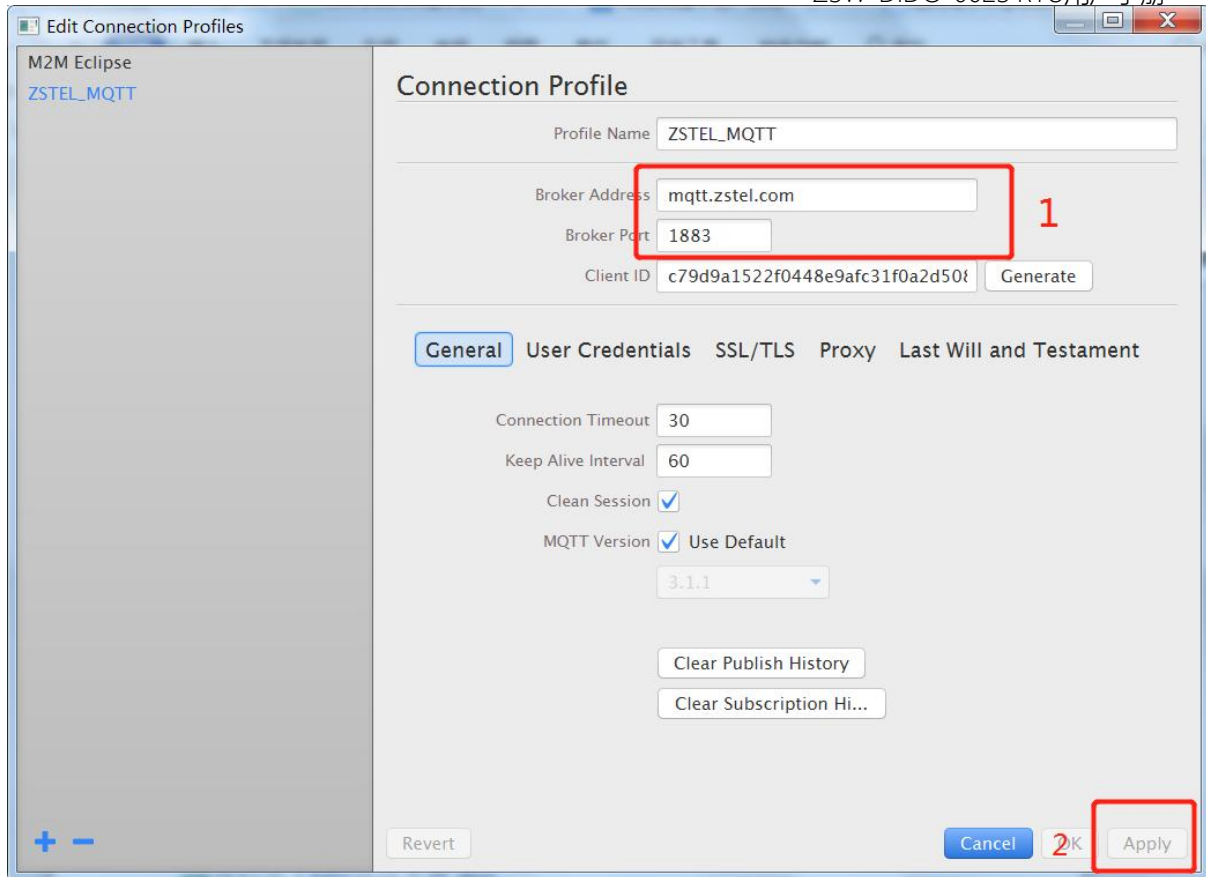 Edit Connection Profiles
M2M Eclipse
ZSTEL_MQTT
Connection Profile
Profile Name ZSTEL_MQTT
Broker Address mqtt.zstel.com
1
Broker Port 1883
Client ID c79d9a1522f0448e9afc31f0a2d508 Generate
General User Credentials SSL/TLS Proxy Last Will and Testament
Connection Timeout 30
Keep Alive Interval 60
Clean Session
MQTT Version Use Default
3.1.1
Clear Publish History
Clear Subscription Hi...
Revert Cancel 2 OK Apply